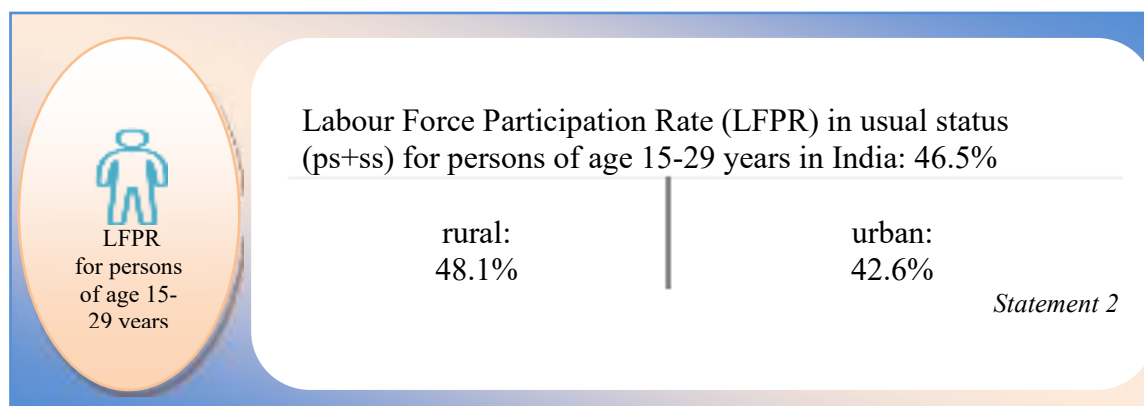 LFPR
for persons
of age 15-
29 years
Labour Force Participation Rate (LFPR) in usual status
(ps+ss) for persons of age 15-29 years in India: 46.5%
rural:
48.1%
urban:
42.6%
Statement 2